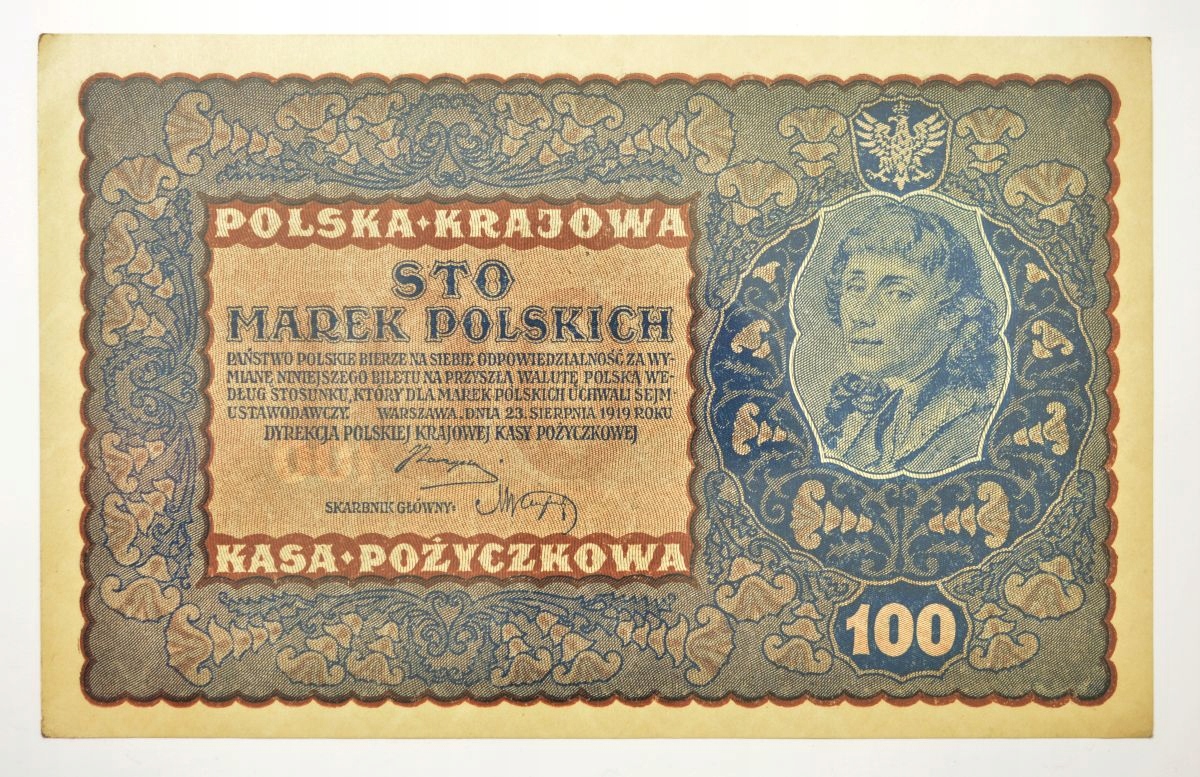 POLSKA·KRAJOWA
STO
MAREK POLSKICH
PAŃSTWO POLSKIE BIERZE NA SIEBIE ODPOWIEDZIALNOŚĆ ZA WY-
MIANĘ NINIEJSZEGO BILETU NA PRZYSZŁĄ WALUTĘ POLSKĄ WE-
DŁUG STOSUNKU, KTÓRY DLA MAREK POLSKICH UCHWALI SEJM·
USTAWODAWCZY. WARSZAWA, DNIA 23. SIERPNIA 1919 ROKU
DYREKCJA POLSKIEJ KRAJOWEJ KASY POŻYCZKOWEJ
SKARBNIK GŁÓWNY:
KASA·POŻYCZKOWA
100